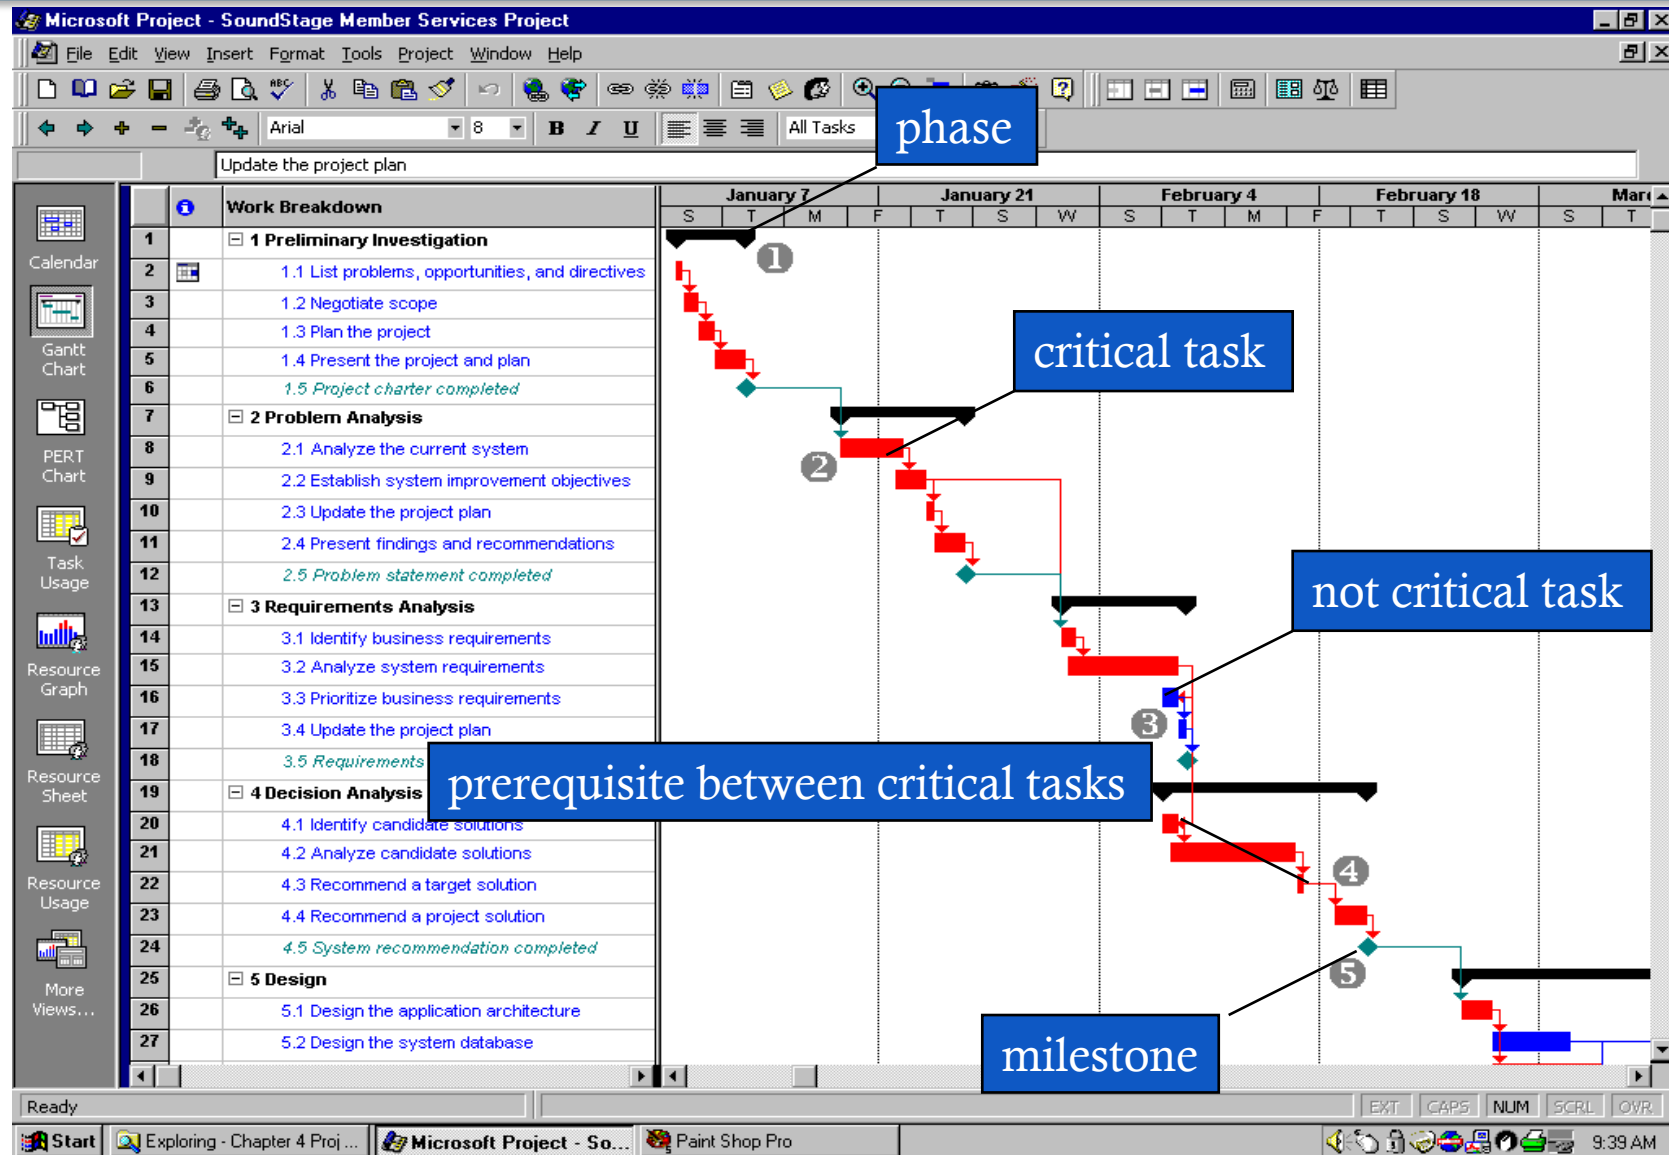 Microsoft Project - SoundStage Member Services Project
File Edit View Insert Format Tools Project Window Help
Arial 8 B I U All Tasks
phase
Update the project plan
Work Breakdown
January 7 January 21 February 4 February 18
S T M F T S W S T M F T S W S T
1 1 Preliminary Investigation
2 1.1 List problems, opportunities, and directives
3 1.2 Negotiate scope
4 1.3 Plan the project
5 1.4 Present the project and plan
6 1.5 Project charter completed
7 2 Problem Analysis
8 2.1 Analyze the current system
9 2.2 Establish system improvement objectives
10 2.3 Update the project plan
11 2.4 Present findings and recommendations
12 2.5 Problem statement completed
13 3 Requirements Analysis
14 3.1 Identify business requirements
15 3.2 Analyze system requirements
16 3.3 Prioritize business requirements
17 3.4 Update the project plan
18 3.5 Requirements
19 4 Decision Analysis
20 4.1 Identify candidate solutions
21 4.2 Analyze candidate solutions
22 4.3 Recommend a target solution
23 4.4 Recommend a project solution
24 4.5 System recommendation completed
25 5 Design
26 5.1 Design the application architecture
27 5.2 Design the system database
Calendar
Gantt
Chart
PERT
Chart
Task
Usage
Resource
Graph
Resource
Sheet
Resource
Usage
More
Views...
1
critical task
2
not critical task
3
prerequisite between critical tasks
4
5
milestone
Ready
EXT CAPS NUM SCRL OVR
Start Exploring - Chapter 4 Proj ... Microsoft Project - So... Paint Shop Pro 9:39 AM